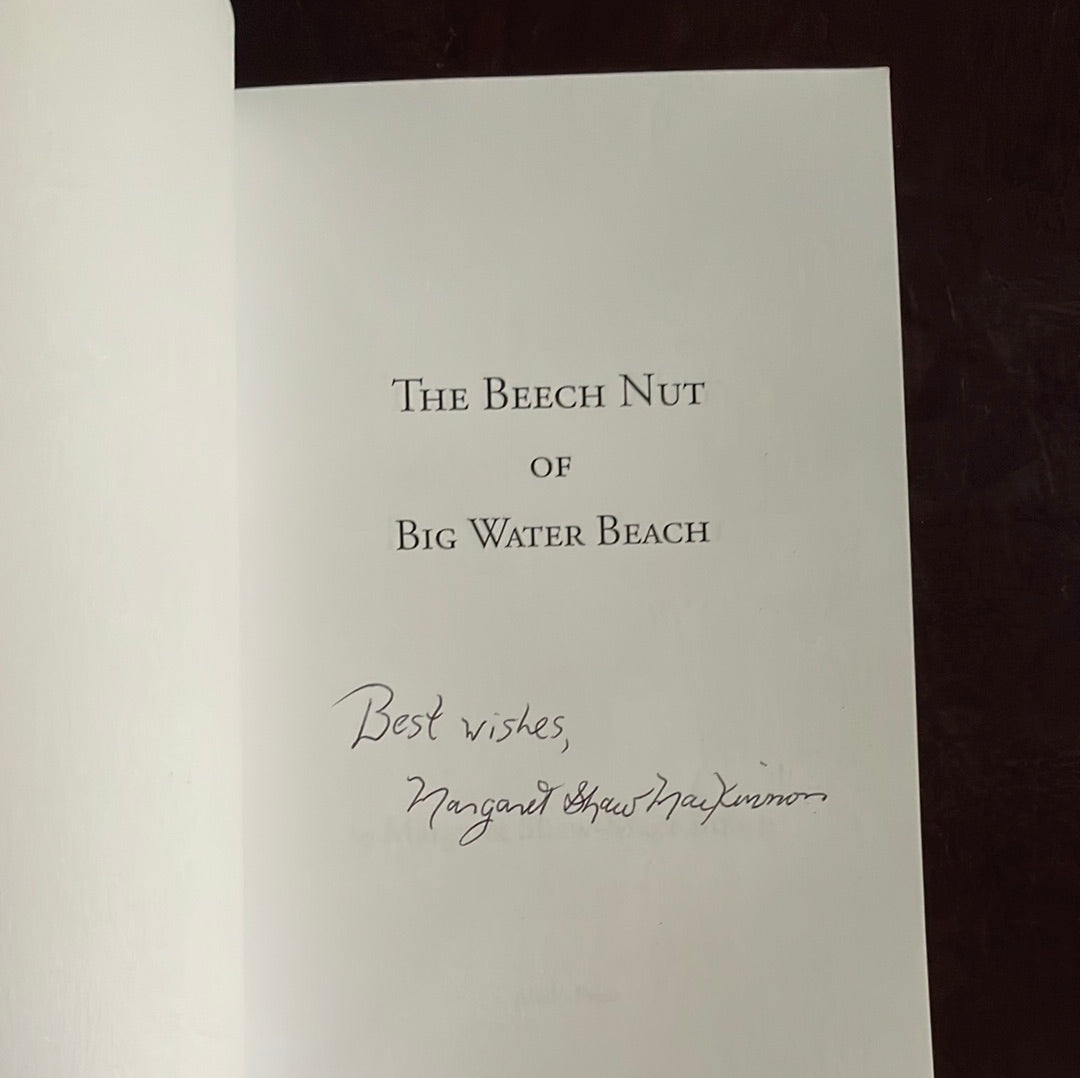 The Beech Nut
of
Big Water Beach
Best wishes,
Margaret Shaw MacKinnon